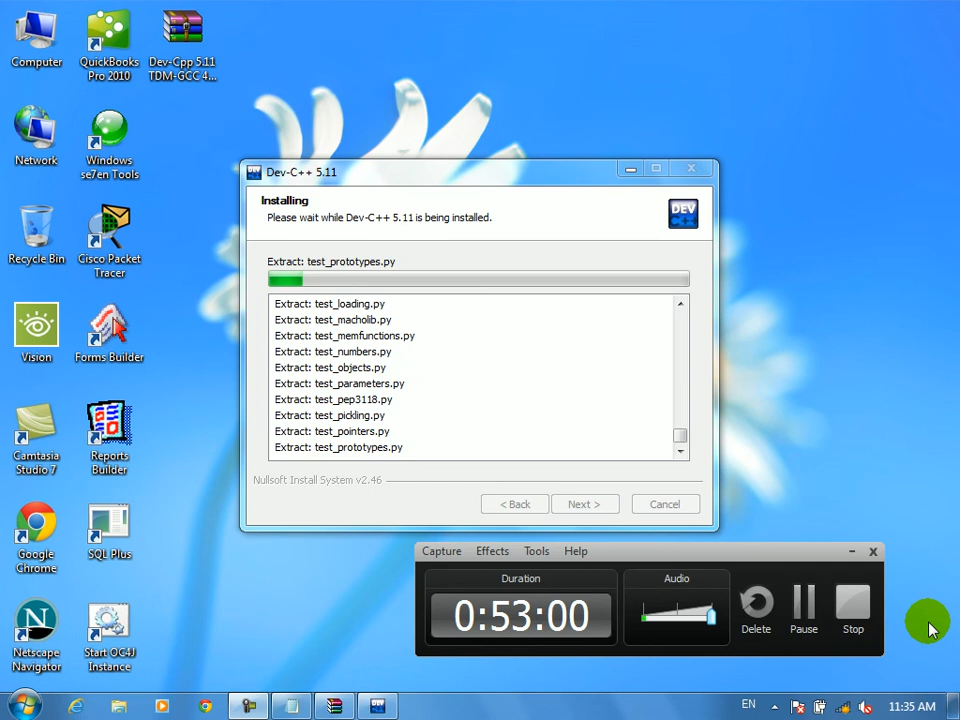 Computer
QuickBooks
Pro 2010
Dev-Cpp 5.11
TDM-GCC 4...
Network
Windows
se7en Tools
Recycle Bin
Cisco Packet
Tracer
Vision
Forms Builder
Camtasia
Studio 7
Reports
Builder
Google
Chrome
SQL Plus
Netscape
Navigator
Start OC4J
Instance
Dev-C++ 5.11
Installing
Please wait while Dev-C++ 5.11 is being installed.
DEV
C++
Extract: test_prototypes.py
Extract: test_loading.py
Extract: test_macholib.py
Extract: test_memfunctions.py
Extract: test_numbers.py
Extract: test_objects.py
Extract: test_parameters.py
Extract: test_pep3118.py
Extract: test_pickling.py
Extract: test_pointers.py
Extract: test_prototypes.py
Nullsoft Install System v2.46
< Back
Next >
Cancel
Capture Effects Tools Help
Duration
0:53:00
Audio
Delete
Pause
Stop
EN
11:35 AM